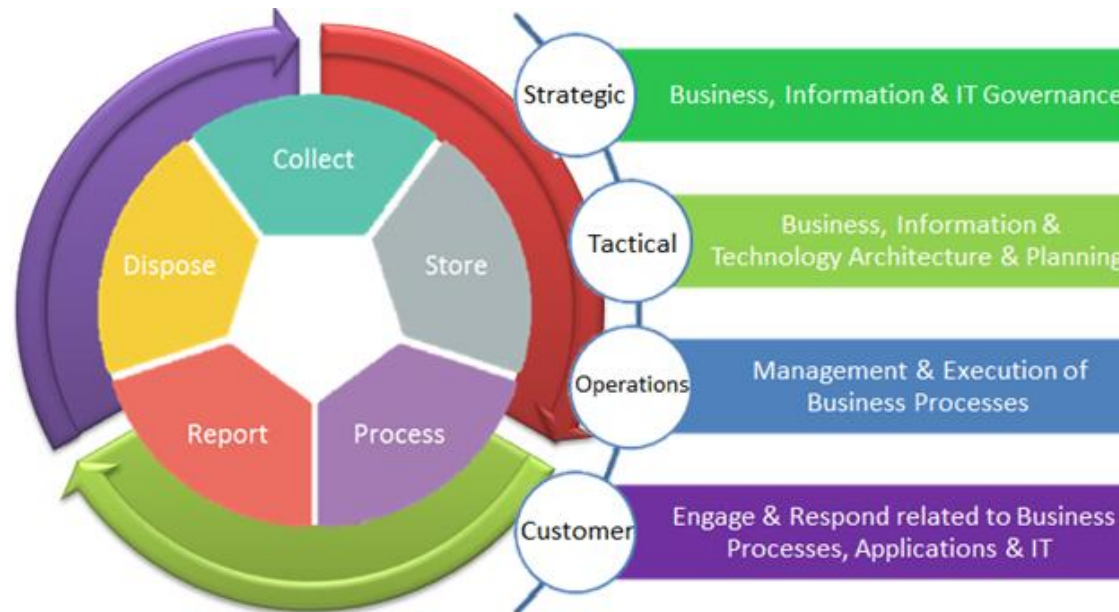 Collect
Store
Process
Report
Dispose
Strategic
Business, Information & IT Governance
Tactical
Business, Information &
Technology Architecture & Planning
Operations
Management & Execution of
Business Processes
Customer
Engage & Respond related to Business
Processes, Applications & IT